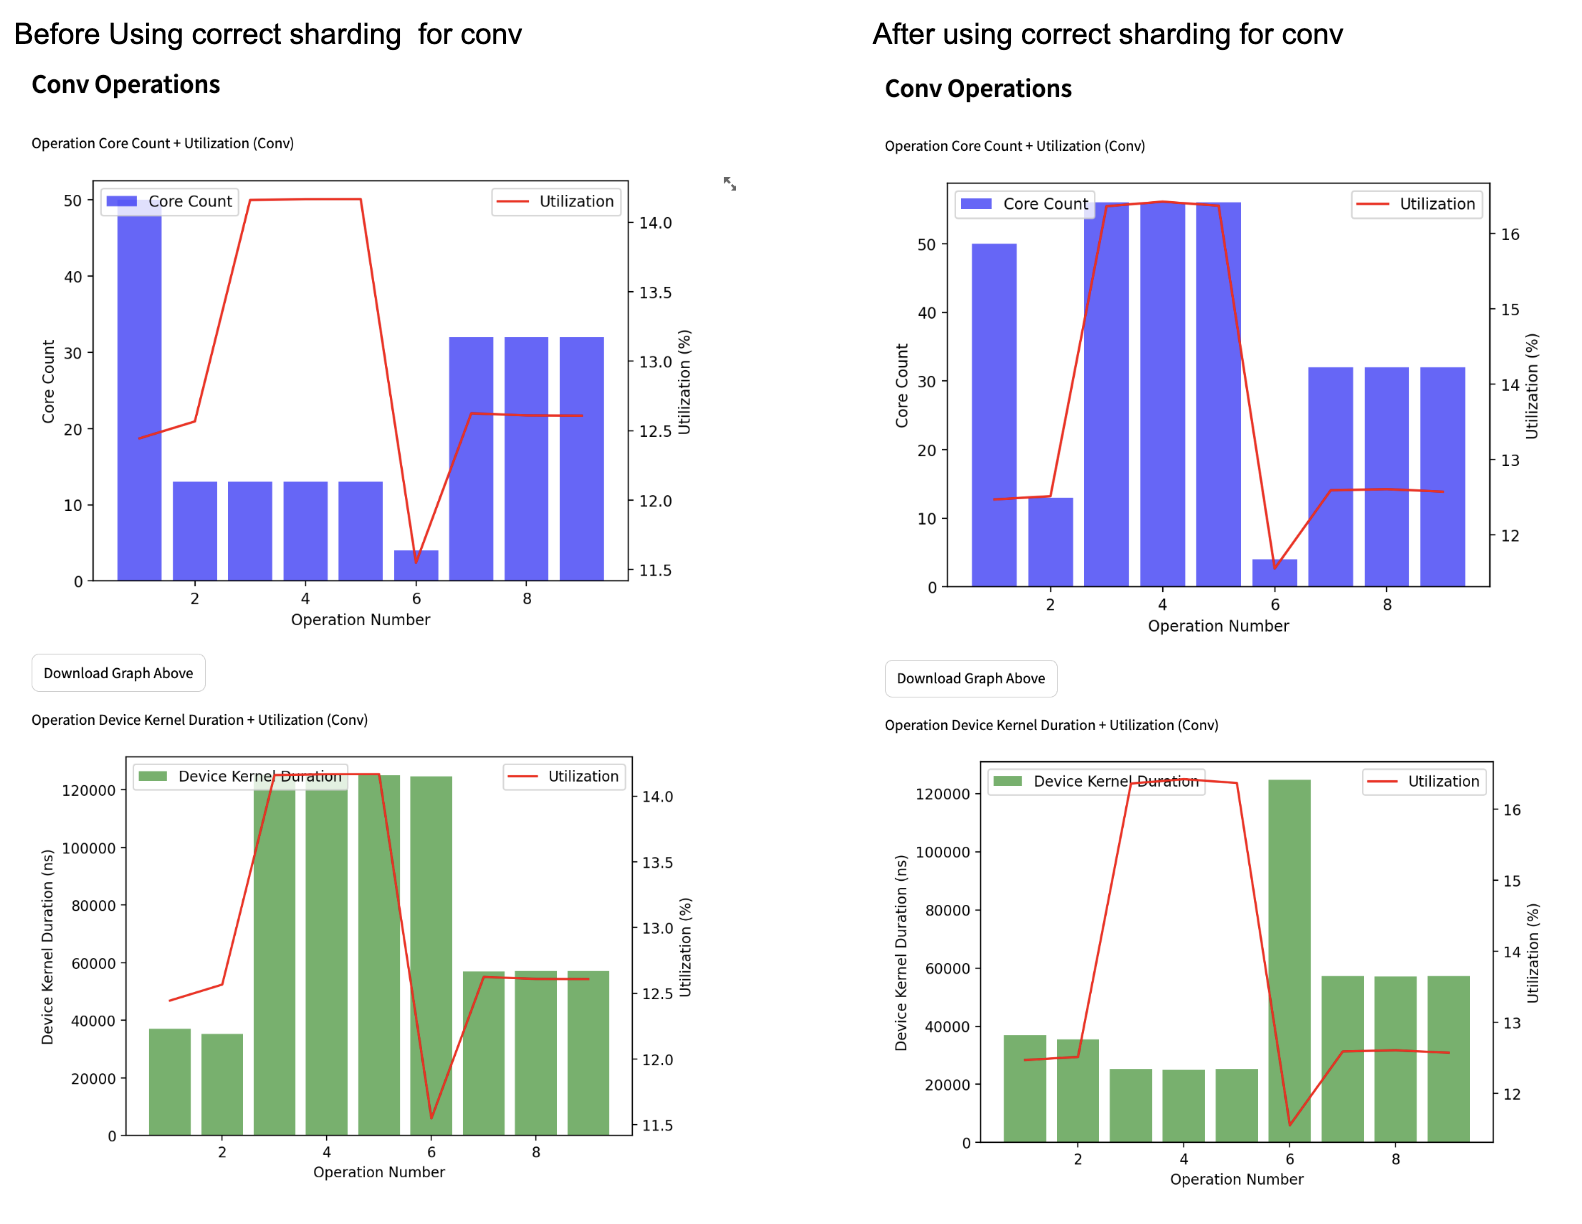 Before Using correct sharding  for conv
Conv Operations
Operation Core Count + Utilization (Conv)
Core Count
Utilization
50
40
30
20
10
0
Core Count
14.0
13.5
13.0
12.5
12.0
11.5
Utilization (%)
2 4 6 8
Operation Number
Download Graph Above
Operation Device Kernel Duration + Utilization (Conv)
Device Kernel Duration
Utilization
120000
100000
80000
60000
40000
20000
0
Device Kernel Duration (ns)
14.0
13.5
13.0
12.5
12.0
11.5
Utilization (%)
2 4 6 8
Operation Number
After using correct sharding for conv
Conv Operations
Operation Core Count + Utilization (Conv)
Core Count
Utilization
50
40
30
20
10
0
Core Count
16
15
14
13
12
Utilization (%)
2 4 6 8
Operation Number
Download Graph Above
Operation Device Kernel Duration + Utilization (Conv)
Device Kernel Duration
Utilization
120000
100000
80000
60000
40000
20000
0
Device Kernel Duration (ns)
16
15
14
13
12
Utilization (%)
2 4 6 8
Operation Number